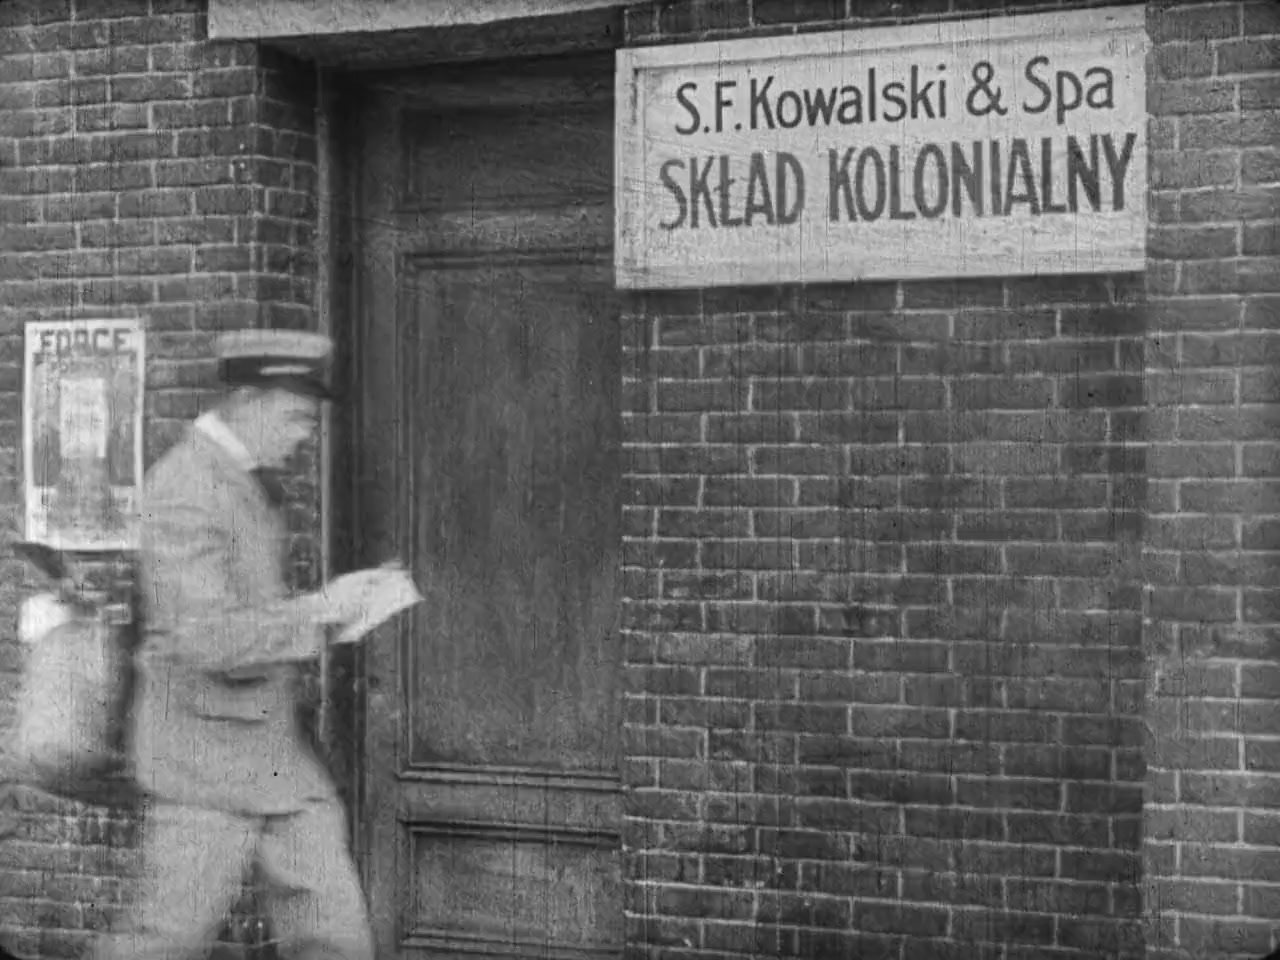 S.F. Kowalski & Spa
SKŁAD KOLONIALNY
FORCE